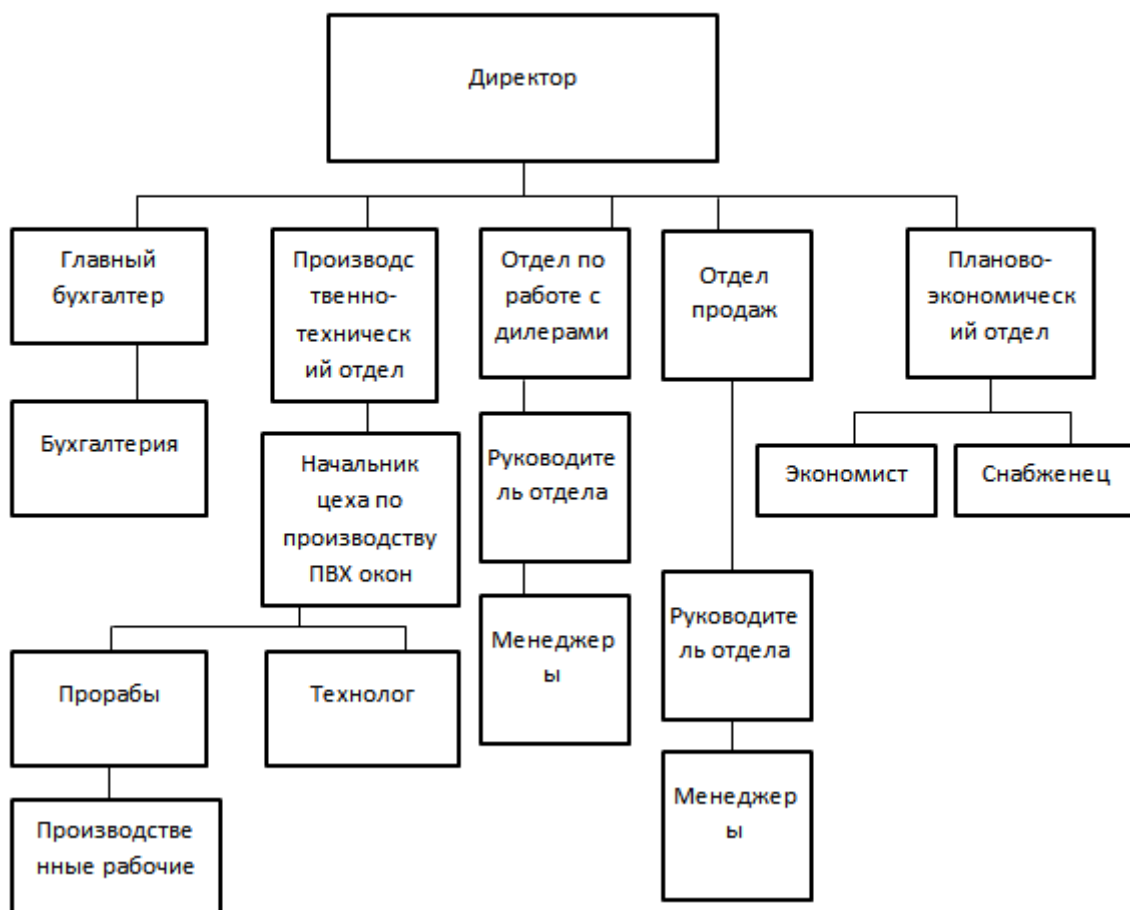 Директор
Главный
бухгалтер
Производс
твенно-
техническ
ий отдел
Отдел по
работе с
дилерами
Отдел
продаж
Планово-
экономическ
ий отдел
Бухгалтерия
Начальник
цеха по
производству
ПВХ окон
Руководите
ль отдела
Экономист
Снабженец
Менеджер
ы
Руководите
ль отдела
Прорабы
Технолог
Менеджер
ы
Производстве
нные рабочие